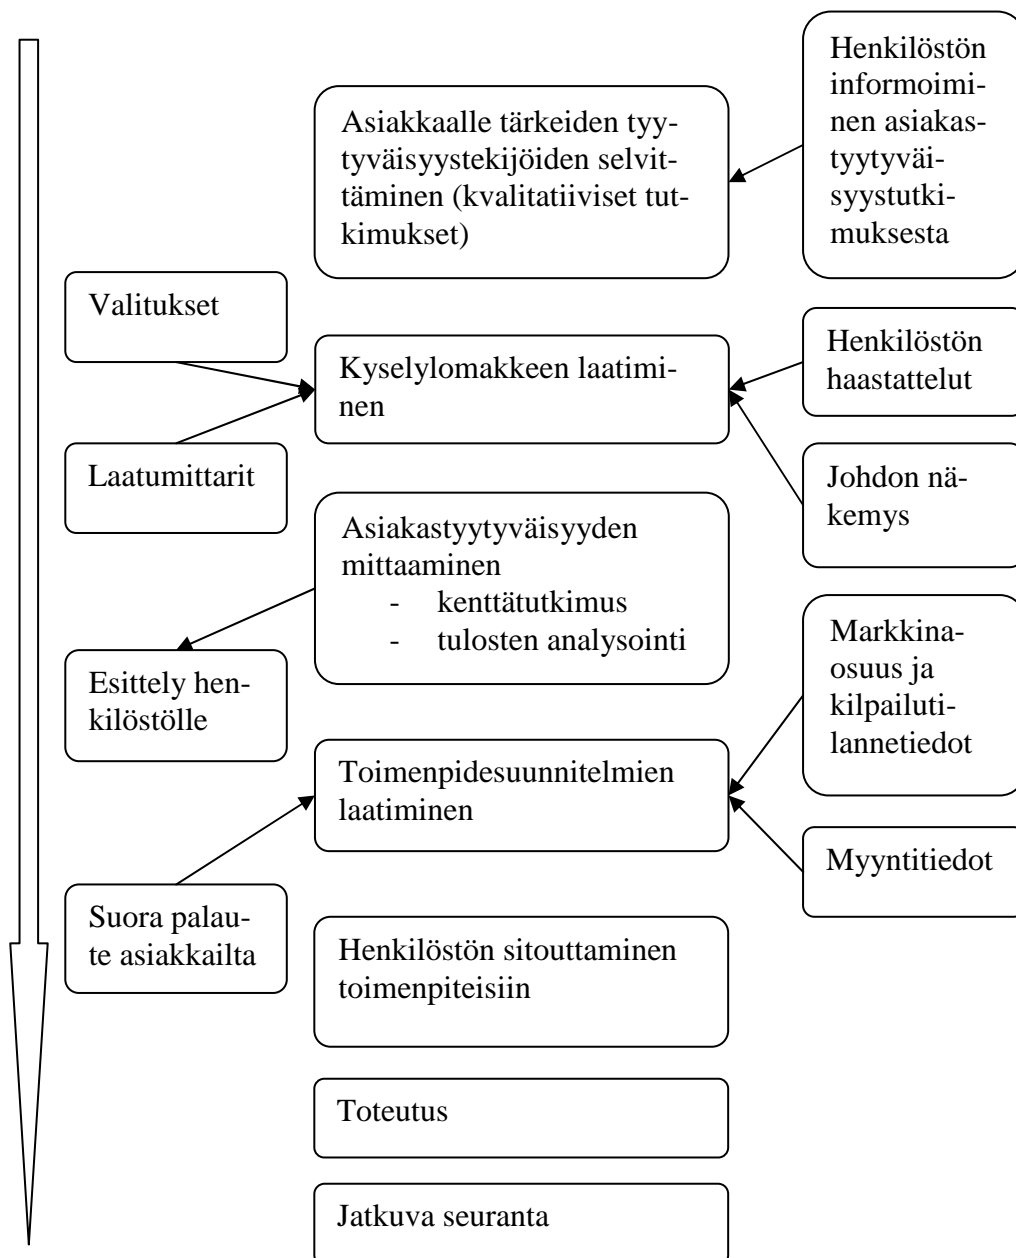 Henkilöstön
informoimi-
nen asiakas-
tyytyväi-
syystutki-
muksesta
Asiakkaalle tärkeiden tyy-
tyväisyystekijöiden selvit-
täminen (kvalitatiiviset tut-
kimukset)
Valitukset
Kyselylomakkeen laatimi-
nen
Henkilöstön
haastattelut
Laatumittarit
Johdon nä-
kemys
Asiakastyytyväisyyden
mittaaminen
- kenttätutkimus
- tulosten analysointi
Esittely hen-
kilöstölle
Markkina-
osuus ja
kilpailuti-
lannetiedot
Toimenpidesuunnitelmien
laatiminen
Myyntitiedot
Suora palau-
te asiakkailta
Henkilöstön sitouttaminen
toimenpiteisiin
Toteutus
Jatkuva seuranta